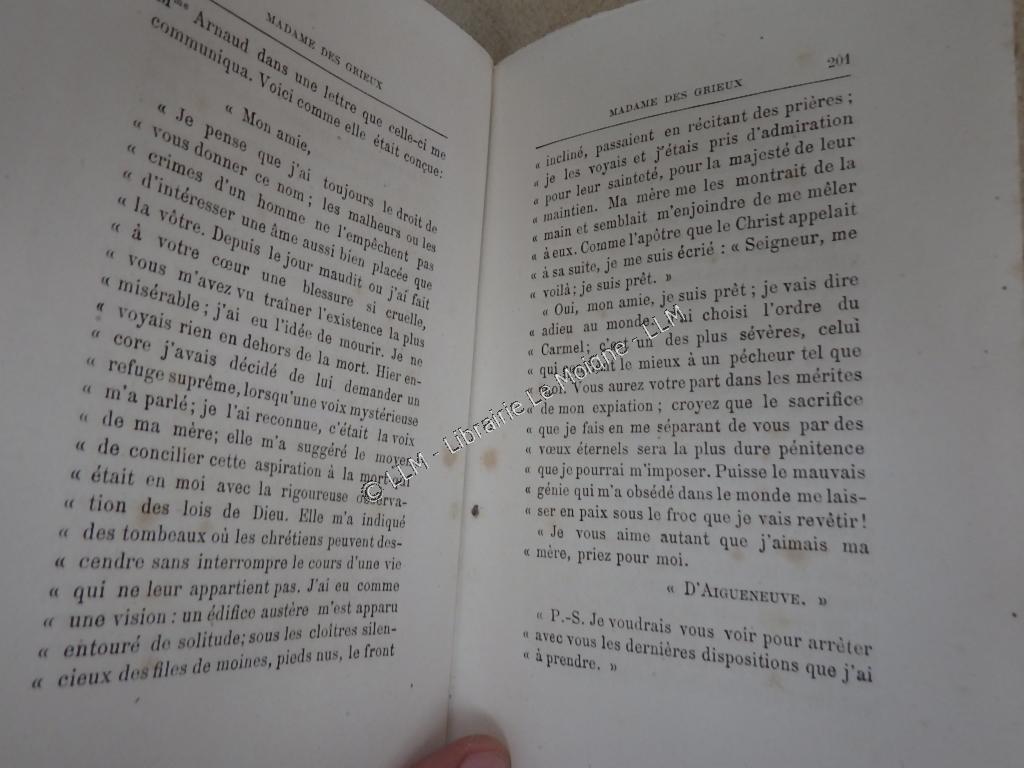 MADAME DES GRIEUX
Mme Arnaud dans une lettre que celle-ci me
communiqua. Voici comme elle était conçue:
« Mon amie,
« Je pense que j'ai toujours le droit de
« vous donner ce nom; les malheurs ou les
« crimes d'un homme ne l'empêchent pas
« d'intéresser une âme aussi bien placée que
« la vôtre. Depuis le jour maudit ou j'ai fait
« à votre cœur une blessure si cruelle,
« vous m'avez vu traîner l'existence la plus
« misérable; j'ai eu l'idée de mourir. Je ne
« voyais rien en dehors de la mort. Hier en-
« core j'avais décidé de lui demander un
« refuge suprême, lorsqu'une voix mystérieuse
« m'a parlé; je l'ai reconnue, c'était la voix
« de ma mère; elle m'a suggéré le moyen
« de concilier cette aspiration à la mort
« était en moi avec la rigoureuse observa-
« tion des lois de Dieu. Elle m'a indiqué
« des tombeaux où les chrétiens peuvent des-
« cendre sans interrompre le cours d'une vie
« qui ne leur appartient pas. J'ai eu comme
« une vision: un édifice austère m'est apparu
« entouré de solitude; sous les cloîtres silen-
« cieux des files de moines, pieds nus, le front
MADAME DES GRIEUX 201
« incliné, passaient en récitant des prières;
« je les voyais et j'étais pris d'admiration
« pour leur sainteté, pour la majesté de leur
« maintien. Ma mère me les montrait de la
« main et semblait m'enjoindre de me mêler
« à eux. Comme l'apôtre que le Christ appelait
« à sa suite, je me suis écrié: « Seigneur, me
« voilà; je suis prêt. »
« Oui, mon amie, je suis prêt; je vais dire
« adieu au monde. J'ai choisi l'ordre du
« Carmel; c'est un des plus sévères, celui
« qui le mieux à un pécheur tel que
« moi. Vous aurez votre part dans les mérites
« de mon expiation; croyez que le sacrifice
« que je fais en me séparant de vous par des
« vœux éternels sera la plus dure pénitence
« que je pourrai m'imposer. Puisse le mauvais
« génie qui m'a obsédé dans le monde me lais-
« ser en paix sous le froc que je vais revêtir!
« Je vous aime autant que j'aimais ma
« mère, priez pour moi.
« D'AIGUENEUVE. »
« P.-S. Je voudrais vous voir pour arrêter
« avec vous les dernières dispositions que j'ai
« à prendre. »
© LLM - Librairie Le Moigne - LLM